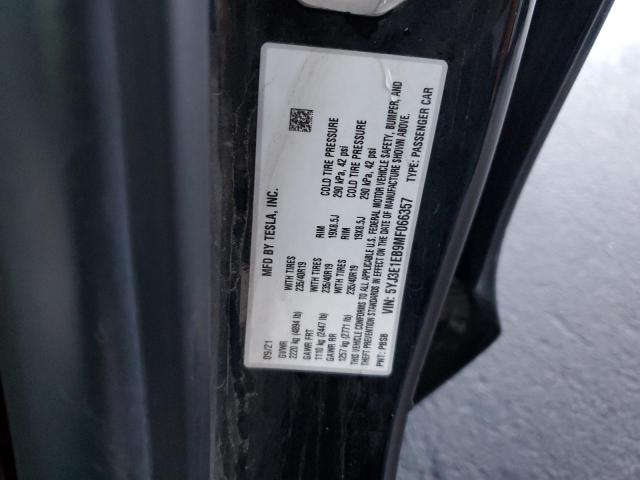 MFD BY TESLA, INC.
09/21
GVWR
2220 kg (4894 lb)
GAWR FRT WITH TIRES RIM COLD TIRE PRESSURE
1110 kg (2447 lb) 235/40R19 19X8.5J 290 kPa, 42 psi
GAWR RR WITH TIRES RIM COLD TIRE PRESSURE
1257 kg (2771 lb) 235/40R19 19X8.5J 290 kPa, 42 psi
THIS VEHICLE CONFORMS TO ALL APPLICABLE U.S. FEDERAL MOTOR VEHICLE SAFETY, BUMPER, AND
THEFT PREVENTION STANDARDS IN EFFECT ON THE DATE OF MANUFACTURE SHOWN ABOVE.
VIN: 5YJ3E1EB9MF066357 TYPE: PASSENGER CAR
PNT: PBSB